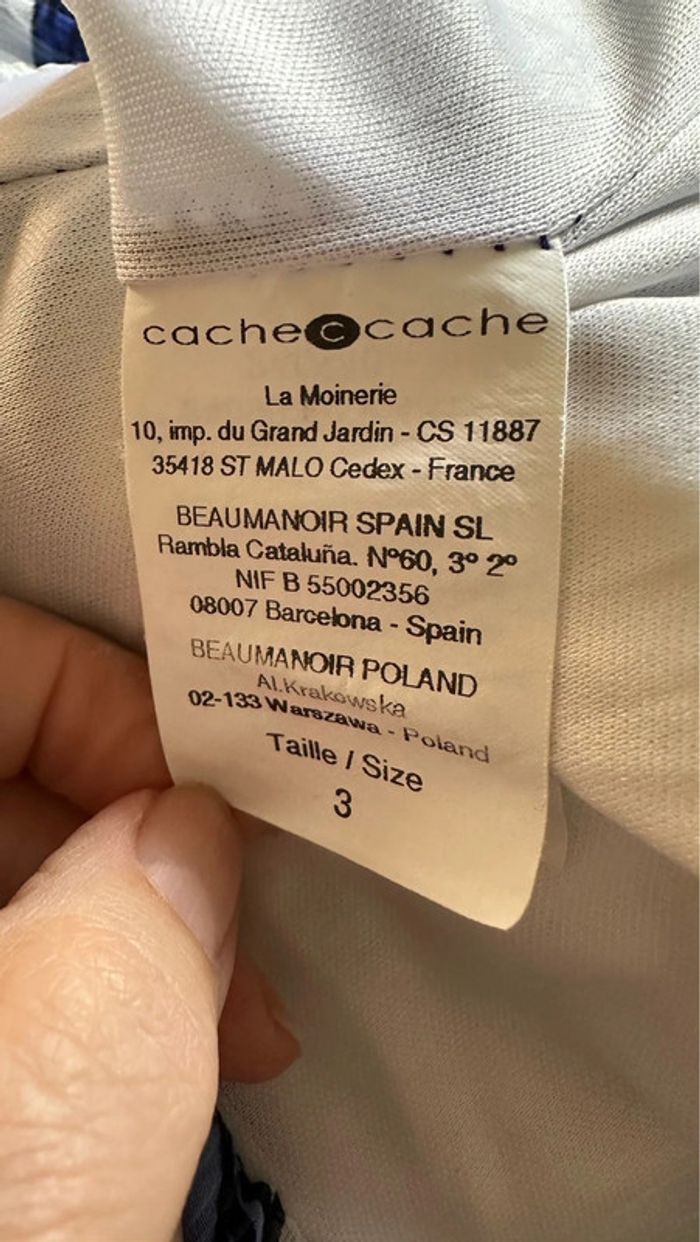 cache c cache
La Moinerie
10, imp. du Grand Jardin - CS 11887
35418 ST MALO Cedex - France
BEAUMANOIR SPAIN SL
Rambla Cataluña. Nº60, 3º 2º
NIF B 55002356
08007 Barcelona - Spain
BEAUMANOIR POLAND
Al.Krakowska
02-133 Warszawa - Poland
Taille / Size
3